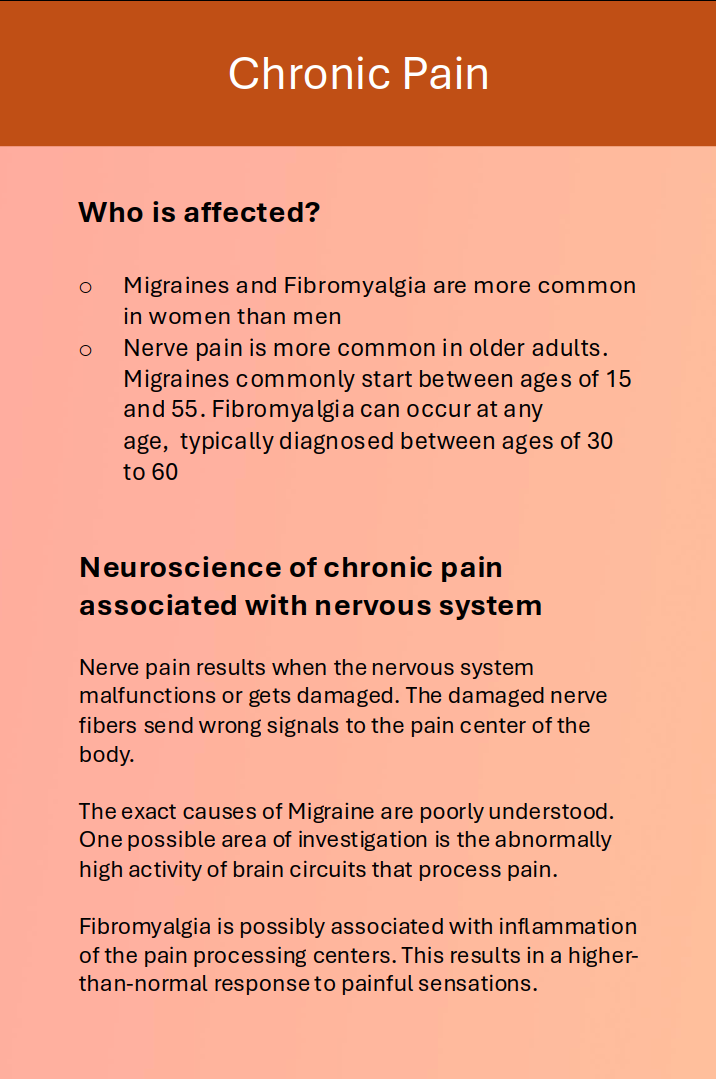 Chronic Pain
Who is affected?
○ Migraines and Fibromyalgia are more common
in women than men
○ Nerve pain is more common in older adults.
Migraines commonly start between ages of 15
and 55. Fibromyalgia can occur at any
age,  typically diagnosed between ages of 30
to 60
Neuroscience of chronic pain
associated with nervous system
Nerve pain results when the nervous system
malfunctions or gets damaged. The damaged nerve
fibers send wrong signals to the pain center of the
body.
The exact causes of Migraine are poorly understood.
One possible area of investigation is the abnormally
high activity of brain circuits that process pain.
Fibromyalgia is possibly associated with inflammation
of the pain processing centers. This results in a higher-
than-normal response to painful sensations.